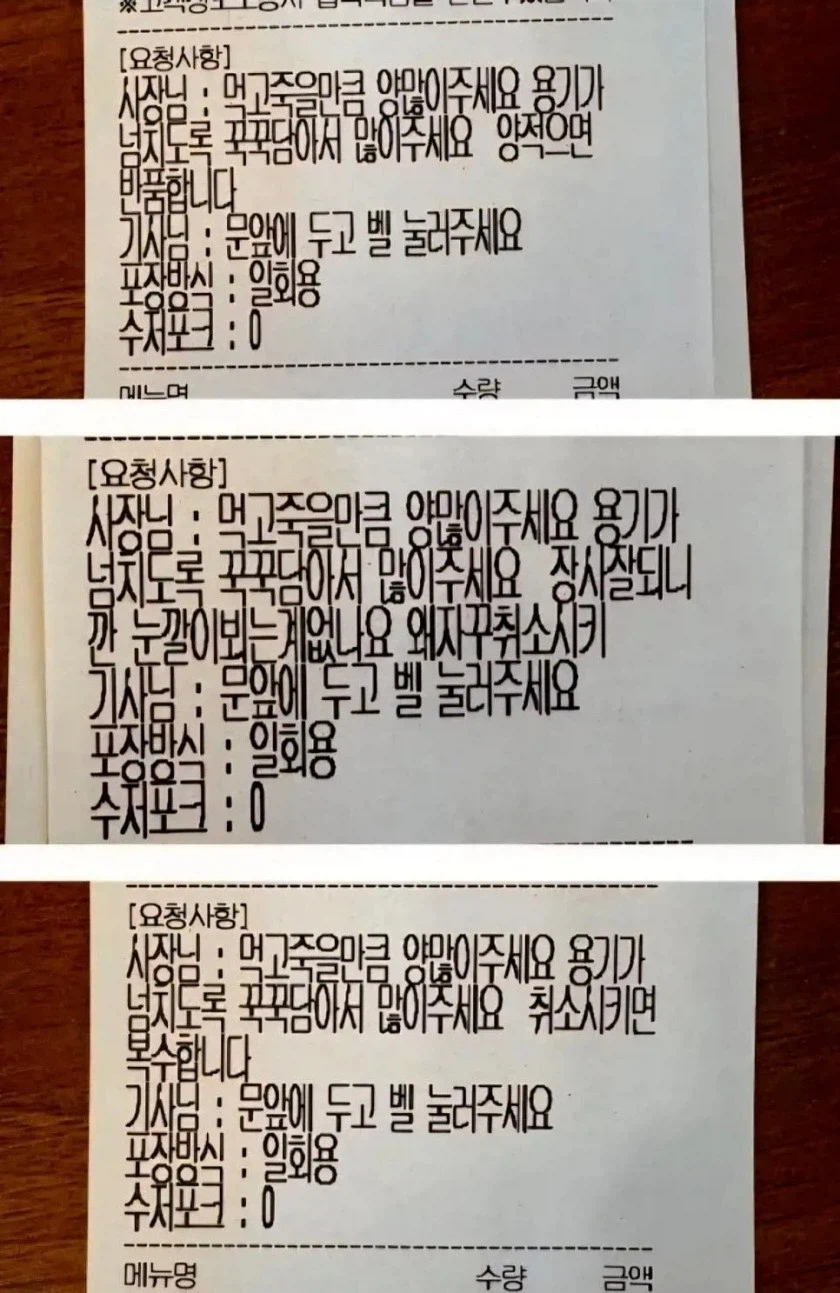 [요청사항]
사장님 : 먹고죽을만큼 양많이주세요 용기가
넘치도록 꾹꾹담아서 많이주세요 양적으면
반품합니다
기사님 : 문앞에 두고 벨 눌러주세요
포장방식 : 일회용
수저포크 : 0
메뉴명 수량 금액
[요청사항]
사장님 : 먹고죽을만큼 양많이주세요 용기가
넘치도록 꾹꾹담아서 많이주세요 장사잘되니
깐 눈깔이뵈는게없나요 왜자꾸취소시키
기사님 : 문앞에 두고 벨 눌러주세요
포장방식 : 일회용
수저포크 : 0
[요청사항]
사장님 : 먹고죽을만큼 양많이주세요 용기가
넘치도록 꾹꾹담아서 많이주세요 취소시키면
복수합니다
기사님 : 문앞에 두고 벨 눌러주세요
포장방식 : 일회용
수저포크 : 0
메뉴명 수량 금액